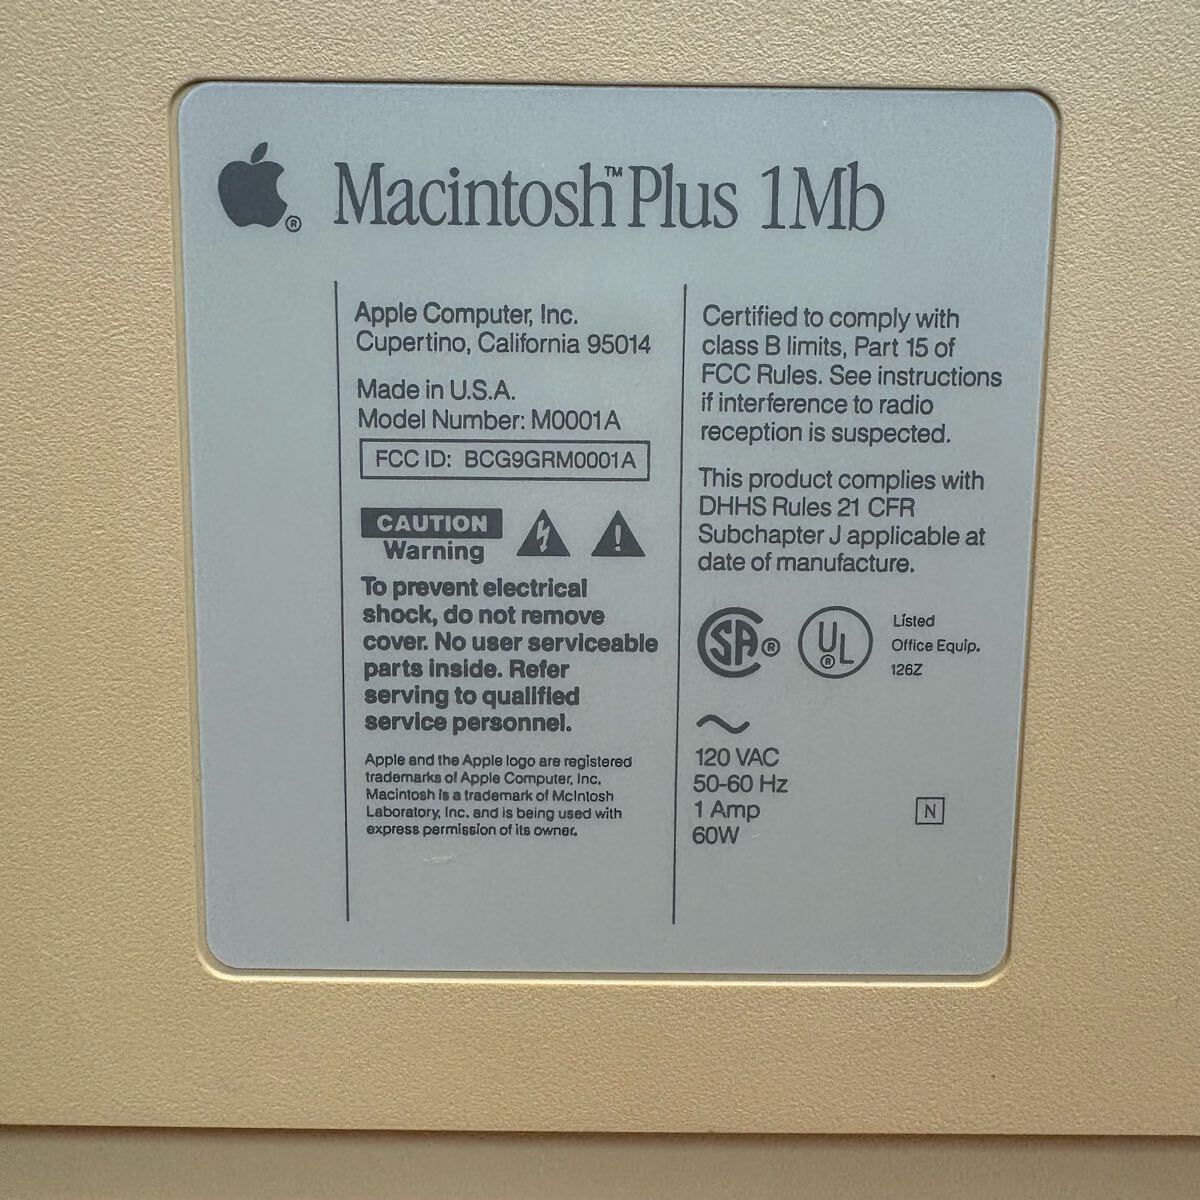 Macintosh™ Plus 1Mb
Apple Computer, Inc.
Cupertino, California 95014
Made in U.S.A.
Model Number: M0001A
FCC ID: BCG9GRM0001A
CAUTION
Warning
To prevent electrical
shock, do not remove
cover. No user serviceable
parts inside. Refer
serving to qualified
service personnel.
Apple and the Apple logo are registered
trademarks of Apple Computer, Inc.
Macintosh is a trademark of McIntosh
Laboratory, Inc. and is being used with
express permission of its owner.
Certified to comply with
class B limits, Part 15 of
FCC Rules. See instructions
if interference to radio
reception is suspected.
This product complies with
DHHS Rules 21 CFR
Subchapter J applicable at
date of manufacture.
SA®
UL®
Listed
Office Equip.
126Z
120 VAC
50-60 Hz
1 Amp
60W
N